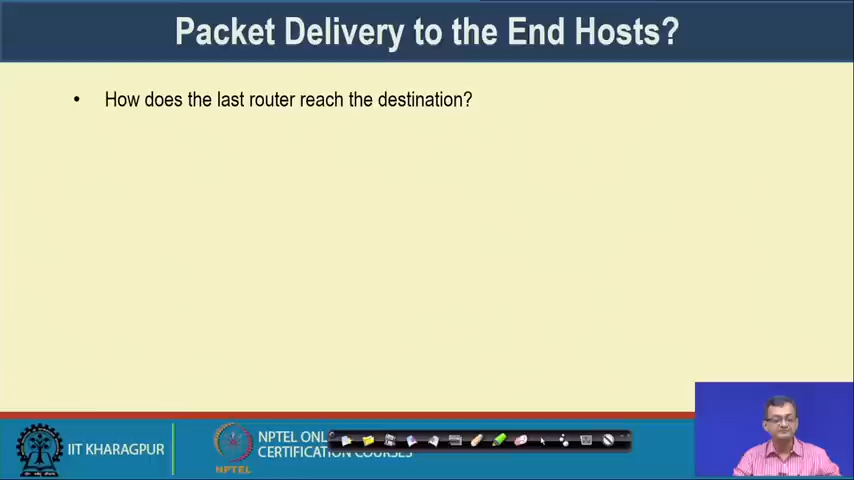 Packet Delivery to the End Hosts?
• How does the last router reach the destination?
IIT KHARAGPUR
NPTEL
NPTEL ONL
CERTIFICATION COURSES